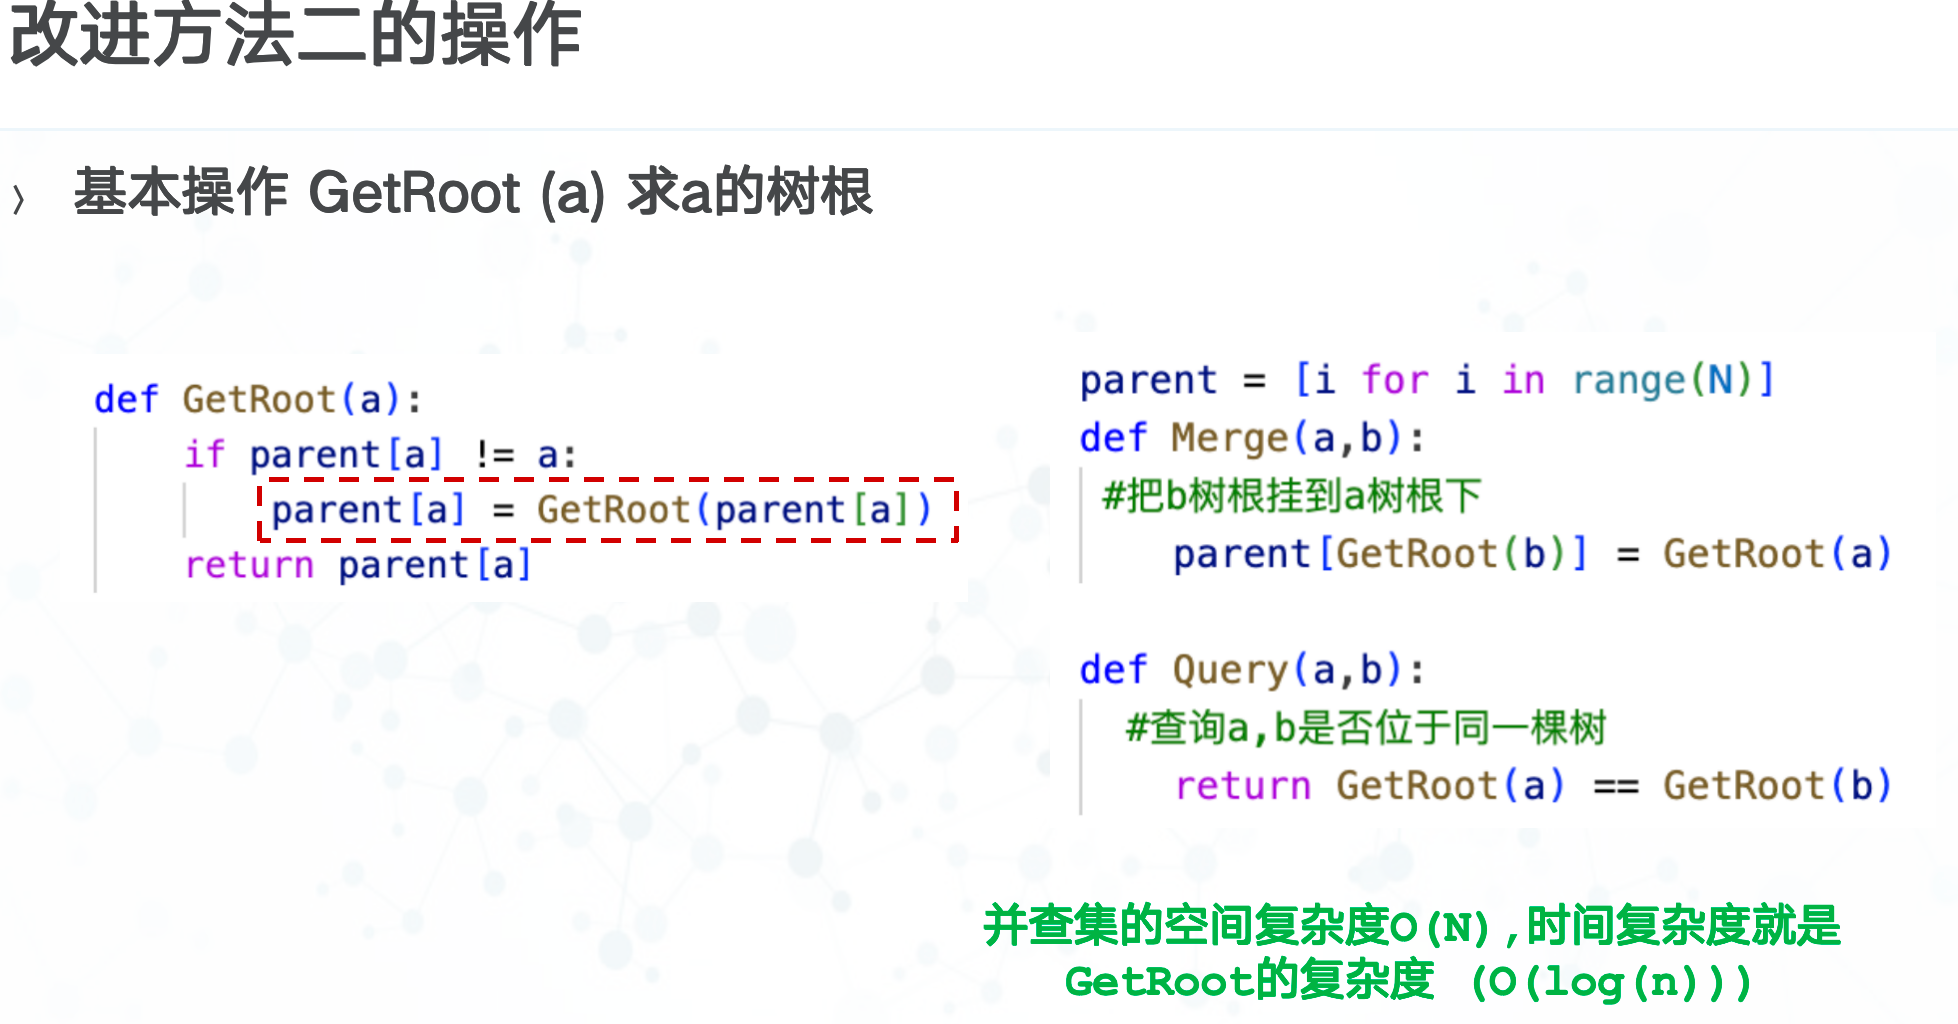 改进方法二的操作
› 基本操作 GetRoot (a) 求a的树根
def GetRoot(a):
    if parent[a] != a:
        parent[a] = GetRoot(parent[a])
    return parent[a]
parent = [i for i in range(N)]
def Merge(a,b):
 #把b树根挂到a树根下
    parent[GetRoot(b)] = GetRoot(a)
def Query(a,b):
  #查询a,b是否位于同一棵树
    return GetRoot(a) == GetRoot(b)
并查集的空间复杂度O(N),时间复杂度就是
GetRoot的复杂度 (O(log(n)))